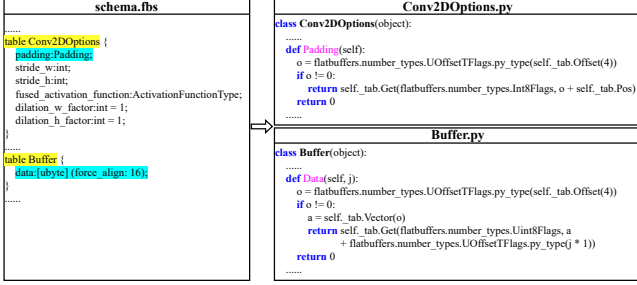 schema.fbs
......
table Conv2DOptions {
padding:Padding;
stride_w:int;
stride_h:int;
fused_activation_function:ActivationFunctionType;
dilation_w_factor:int = 1;
dilation_h_factor:int = 1;
}
......
table Buffer {
data:[ubyte] (force_align: 16);
}
......
Conv2DOptions.py
class Conv2DOptions(object):
......
def Padding(self):
o = flatbuffers.number_types.UOffsetTFlags.py_type(self._tab.Offset(4))
if o != 0:
return self._tab.Get(flatbuffers.number_types.Int8Flags, o + self._tab.Pos)
return 0
......
Buffer.py
class Buffer(object):
......
def Data(self, j):
o = flatbuffers.number_types.UOffsetTFlags.py_type(self._tab.Offset(4))
if o != 0:
a = self._tab.Vector(o)
return self._tab.Get(flatbuffers.number_types.Uint8Flags, a
+ flatbuffers.number_types.UOffsetTFlags.py_type(j * 1))
return 0
......